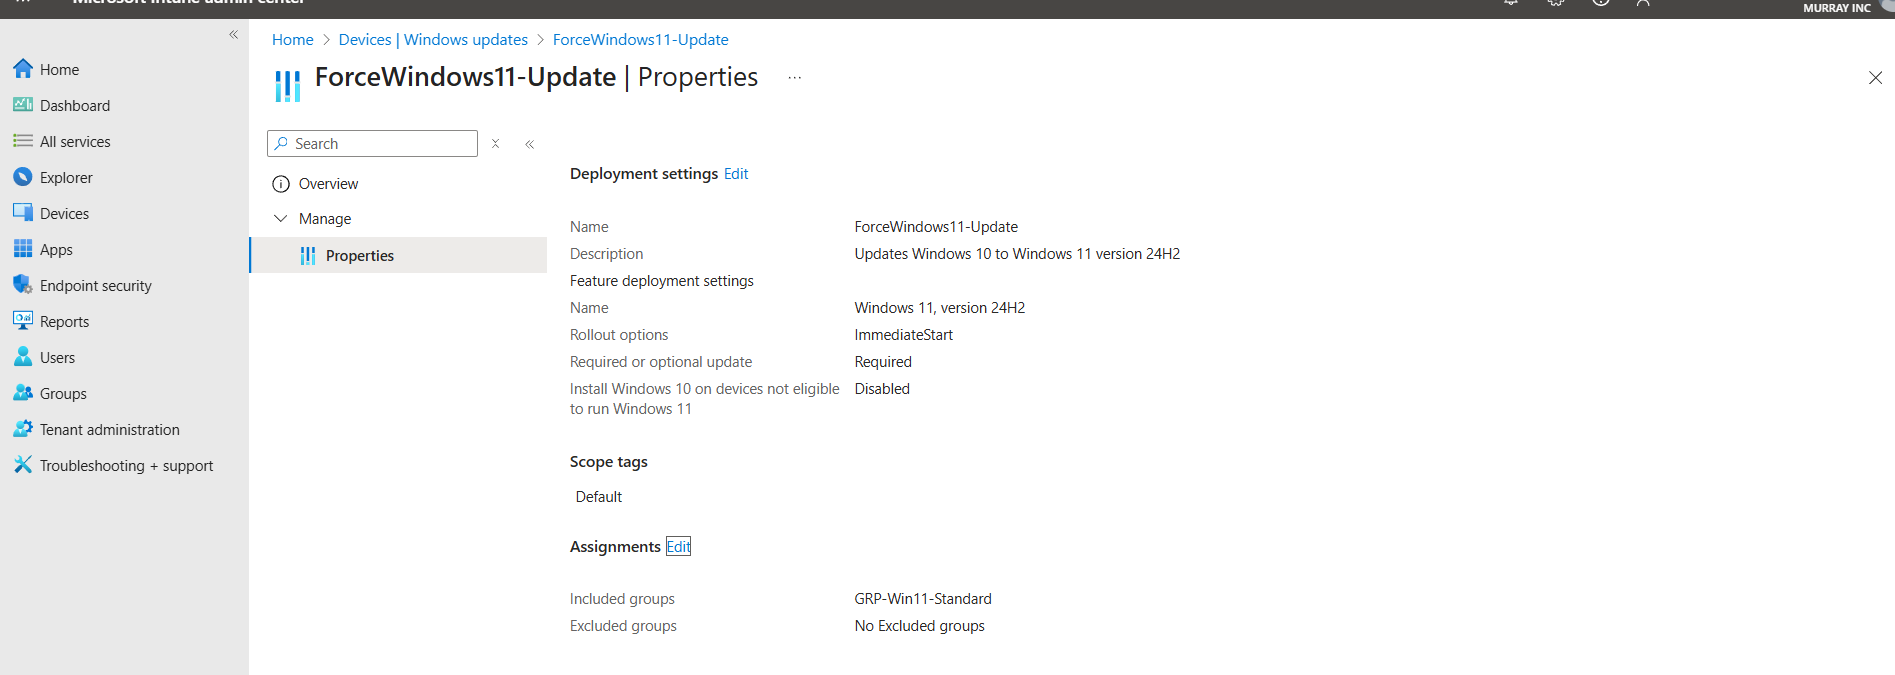 Microsoft Intune admin center
MURRAY INC
Home > Devices | Windows updates > ForceWindows11-Update
ForceWindows11-Update | Properties
Home
Dashboard
All services
Explorer
Devices
Apps
Endpoint security
Reports
Users
Groups
Tenant administration
Troubleshooting + support
Search
Overview
Manage
Properties
Deployment settings Edit
Name ForceWindows11-Update
Description Updates Windows 10 to Windows 11 version 24H2
Feature deployment settings
Name Windows 11, version 24H2
Rollout options ImmediateStart
Required or optional update Required
Install Windows 10 on devices not eligible Disabled
to run Windows 11
Scope tags
Default
Assignments Edit
Included groups GRP-Win11-Standard
Excluded groups No Excluded groups